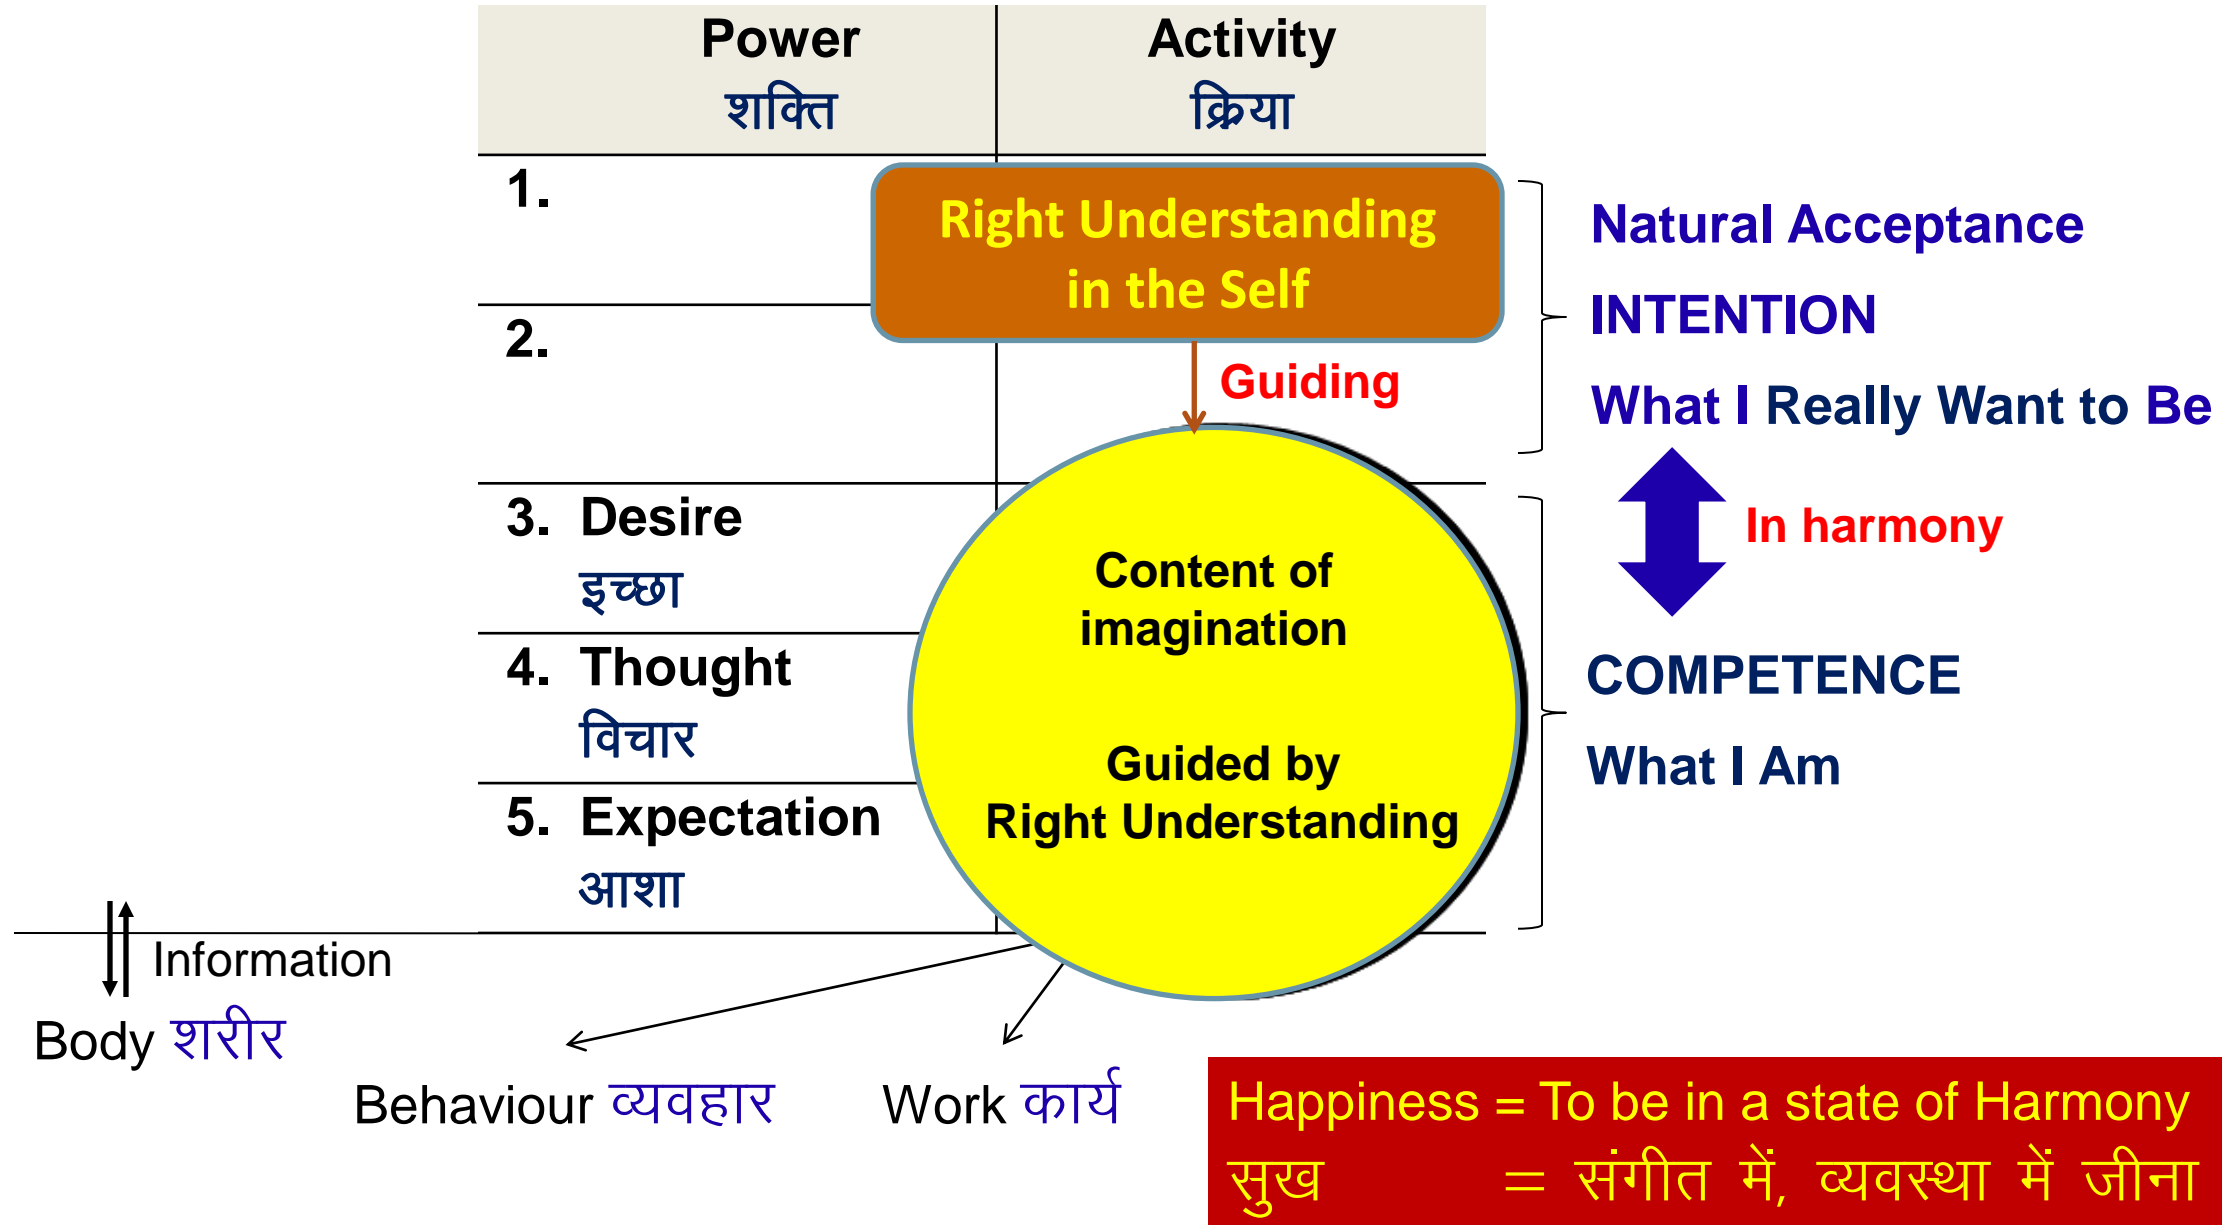 Power
शक्ति
Activity
क्रिया
1.
Right Understanding
in the Self
2.
Guiding
Natural Acceptance
INTENTION
What I Really Want to Be
In harmony
3. Desire
इच्छा
4. Thought
विचार
5. Expectation
आशा
Content of
imagination
Guided by
Right Understanding
COMPETENCE
What I Am
Information
Body शरीर
Behaviour व्यवहार
Work कार्य
Happiness = To be in a state of Harmony
सुख = संगीत में, व्यवस्था में जीना